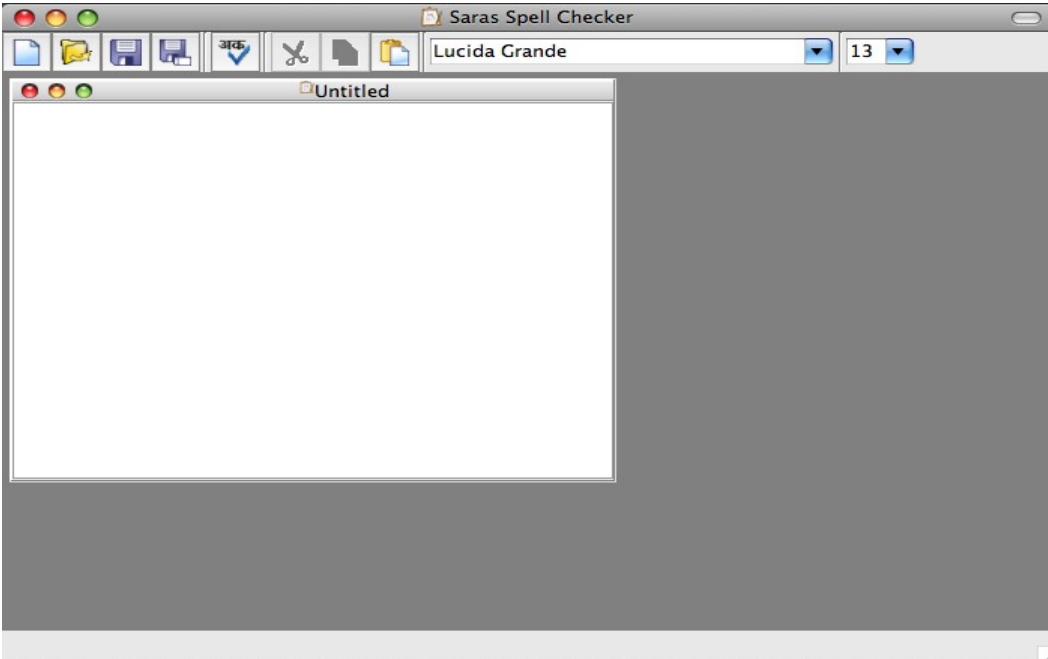 Saras Spell Checker
अक
Lucida Grande
13
Untitled